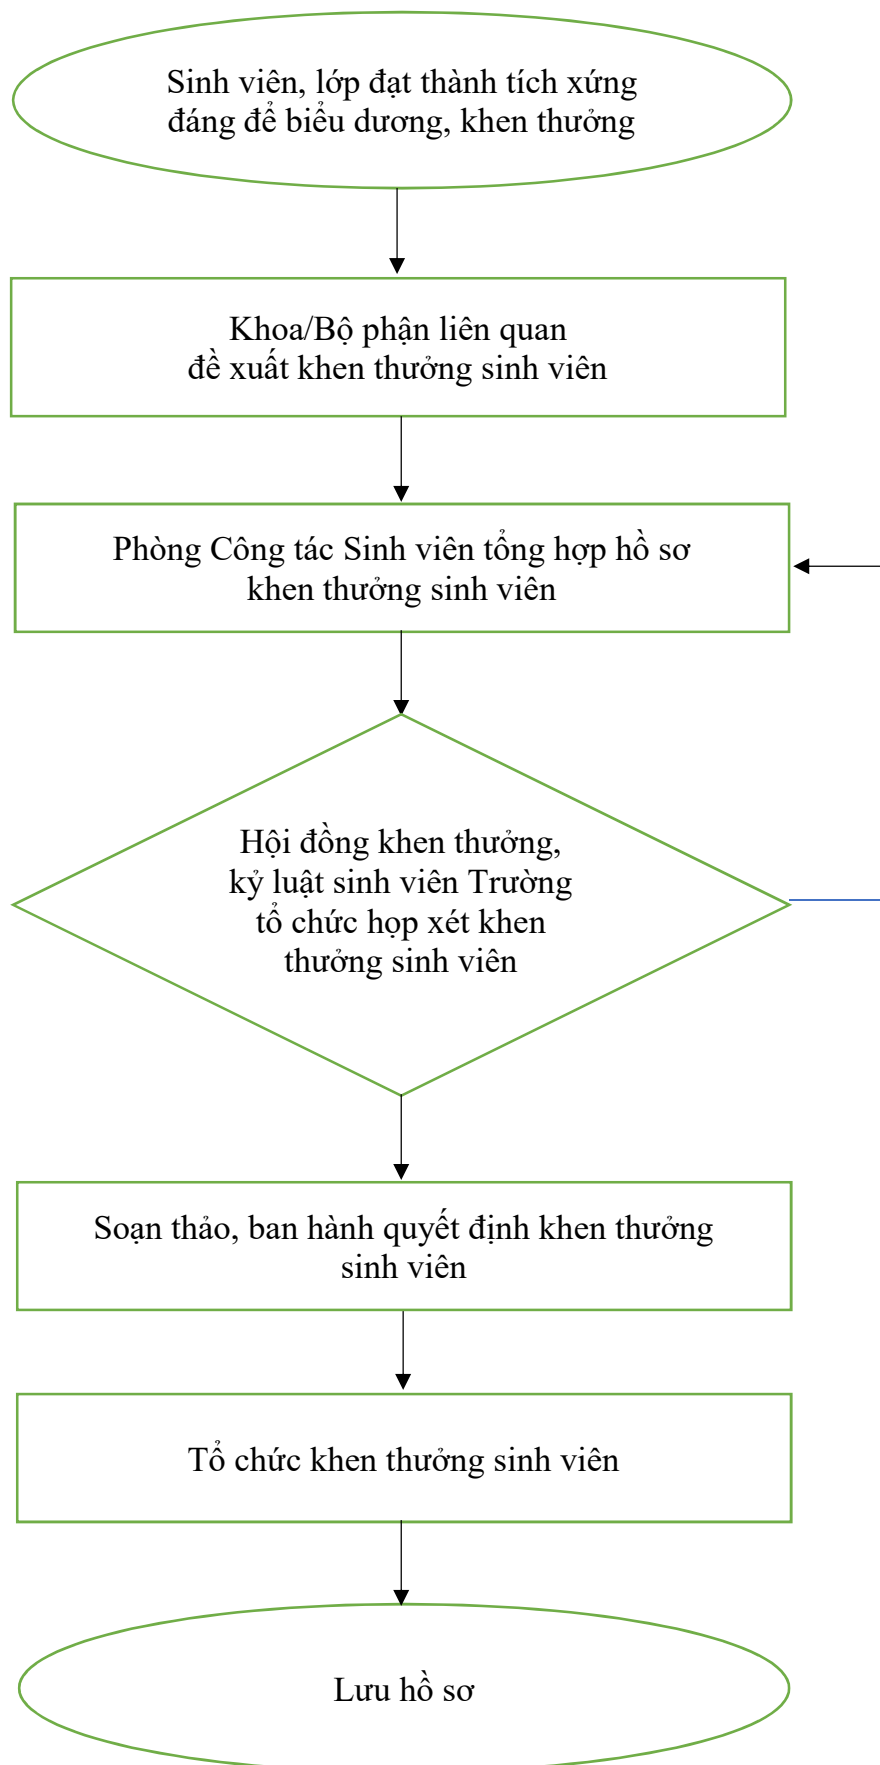 Sinh viên, lớp đạt thành tích xứng
đáng để biểu dương, khen thưởng
Khoa/Bộ phận liên quan
đề xuất khen thưởng sinh viên
Phòng Công tác Sinh viên tổng hợp hồ sơ
khen thưởng sinh viên
Hội đồng khen thưởng,
kỷ luật sinh viên Trường
tổ chức họp xét khen
thưởng sinh viên
Soạn thảo, ban hành quyết định khen thưởng
sinh viên
Tổ chức khen thưởng sinh viên
Lưu hồ sơ